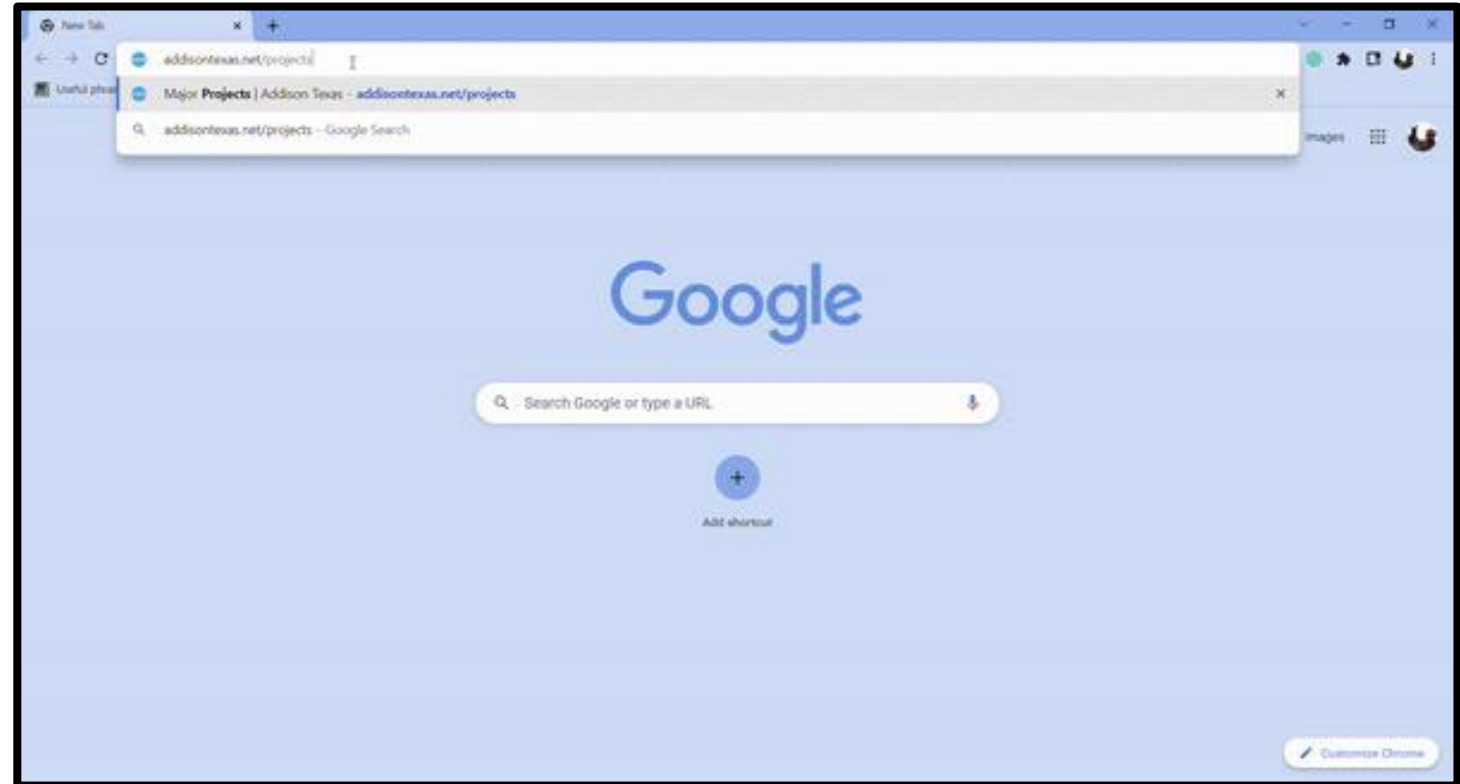 New Tab
addisontexas.net/projects
Useful
Major Projects | Addison Texas - addisontexas.net/projects
addisontexas.net/projects - Google Search
Images
Google
Search Google or type a URL
Add shortcut
Customize Chrome